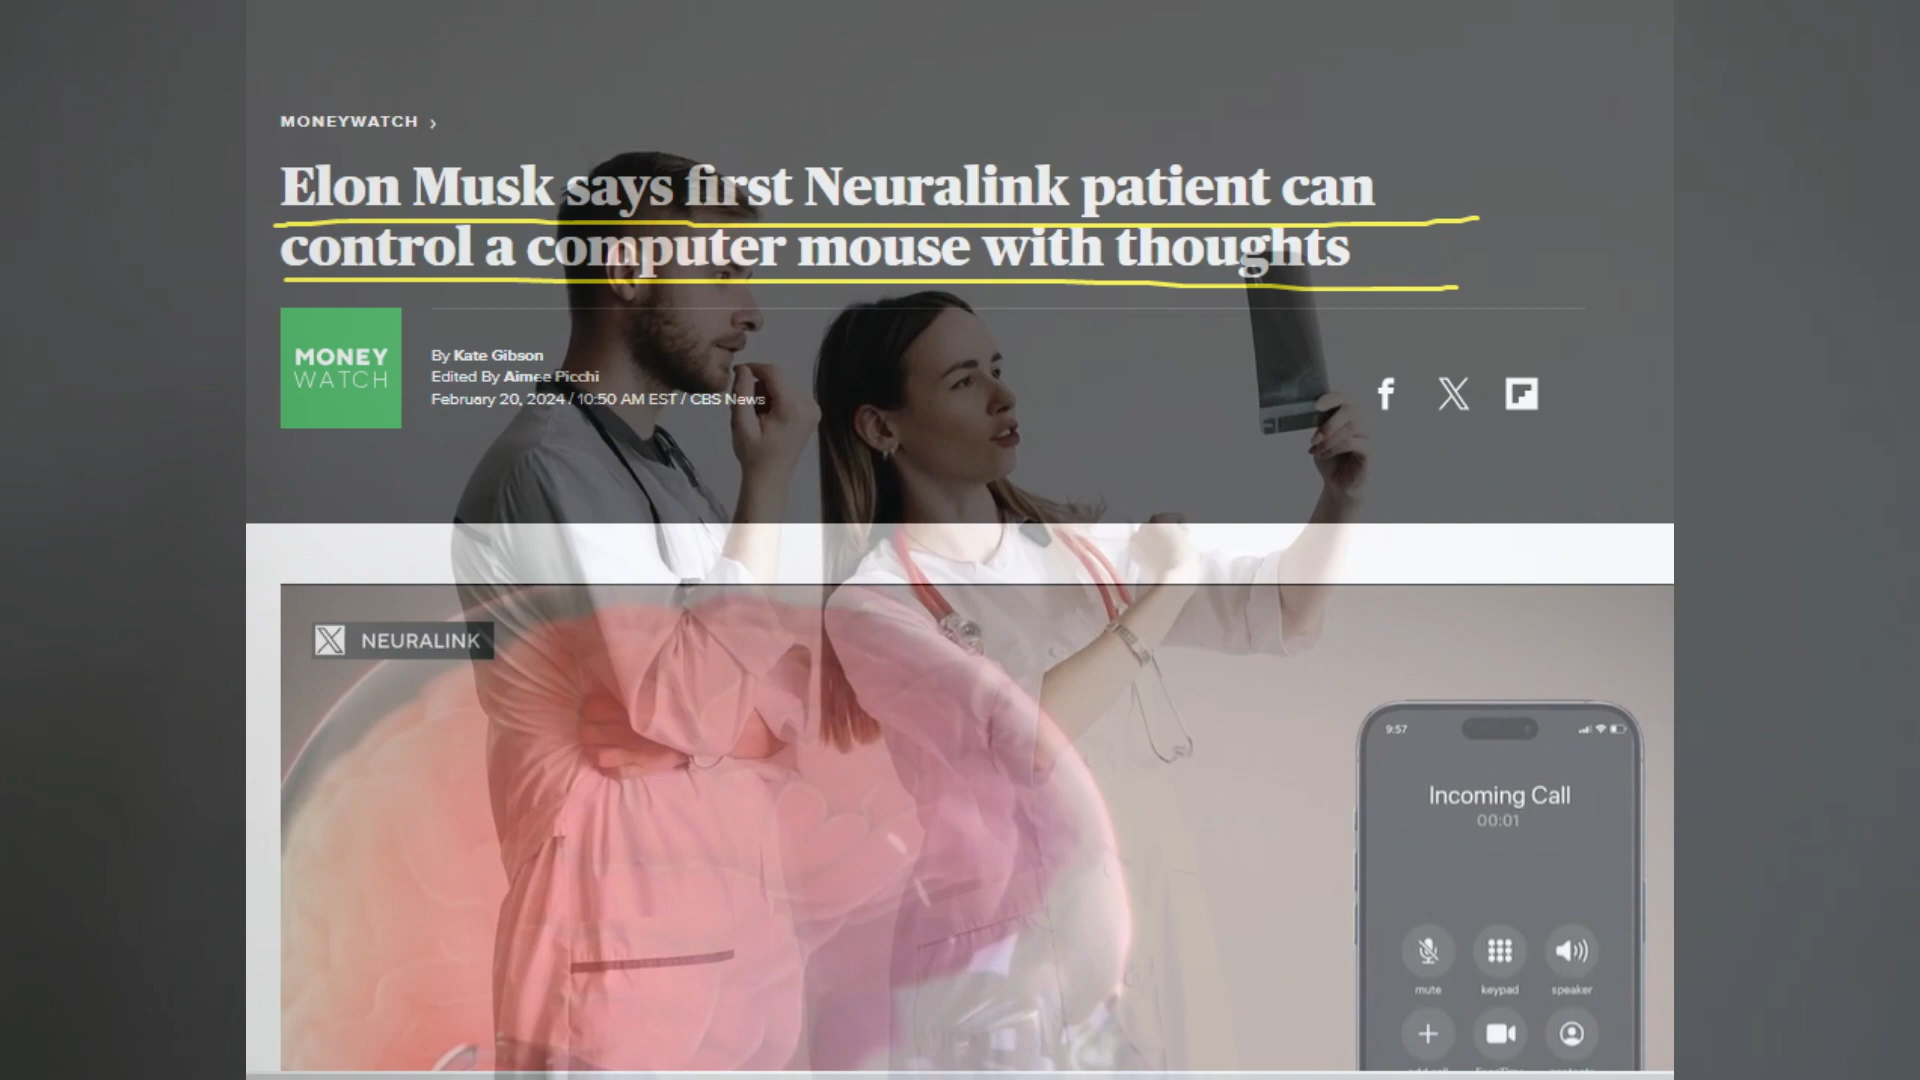 MONEYWATCH >
Elon Musk says first Neuralink patient can
control a computer mouse with thoughts
MONEY
WATCH
By Kate Gibson
Edited By Aimee Picchi
February 20, 2024 / 10:50 AM EST / CBS News
NEURALINK
9:57
Incoming Call
00:01
mute keypad speaker